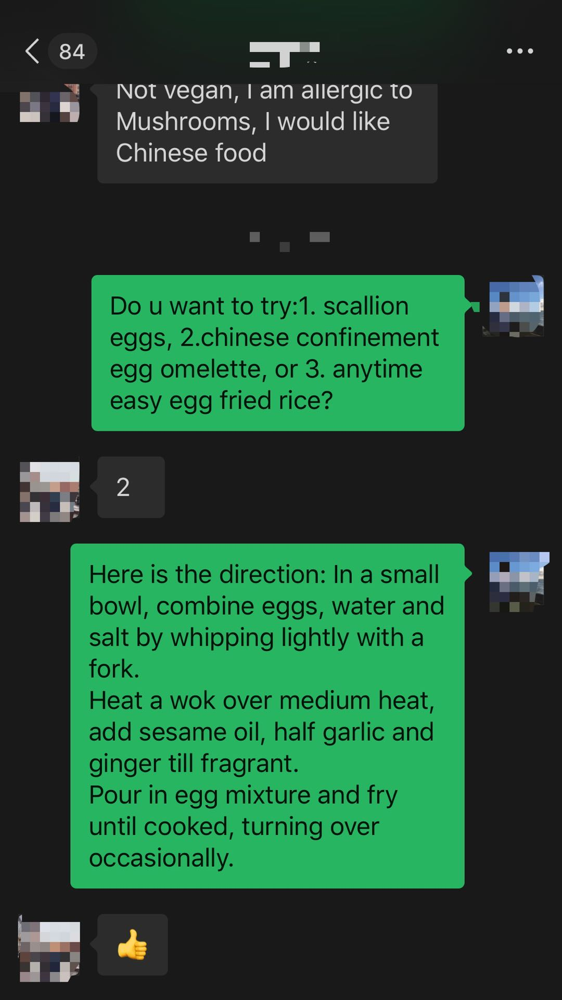 84
Not vegan, I am allergic to
Mushrooms, I would like
Chinese food
Do u want to try:1. scallion
eggs, 2.chinese confinement
egg omelette, or 3. anytime
easy egg fried rice?
2
Here is the direction: In a small
bowl, combine eggs, water and
salt by whipping lightly with a
fork.
Heat a wok over medium heat,
add sesame oil, half garlic and
ginger till fragrant.
Pour in egg mixture and fry
until cooked, turning over
occasionally.
👍